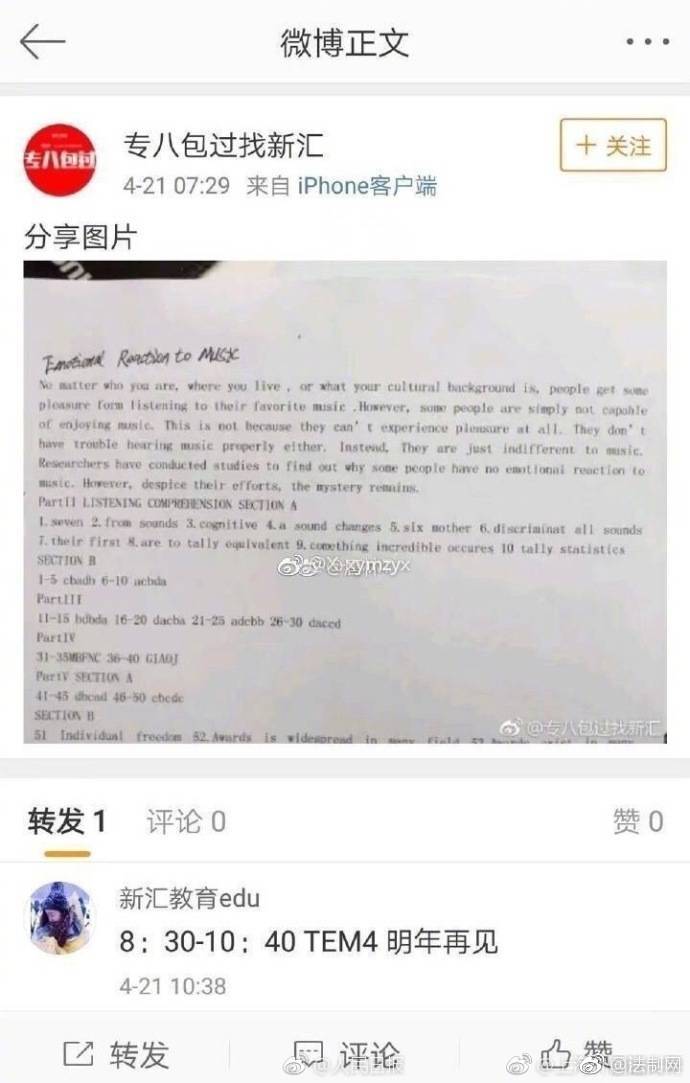 微博正文
专八包过
专八包过找新汇
+ 关注
4-21 07:29 来自 iPhone客户端
分享图片
Emotional Reaction to Music
No matter who you are, where you live , or what your cultural background is, people get some
pleasure form listening to their favorite music .However, some people are simply not capable
of enjoying music. This is not because they can't experience pleasure at all. They don't
have trouble hearing music properly either. Instead, They are just indifferent to music.
Researchers have conducted studies to find out why some people have no emotional reaction to
music. However, despice their efforts, the mystery remains.
PartII LISTENING COMPREHENSION SECTION A
1.seven 2.from sounds 3.cognitive 4.a sound changes 5.six mother 6.discriminat all sounds
7.their first 8.are to tally equivalent 9.comething incredible occures 10 tally statistics
SECTION B
1-5 cbadb 6-10 acbda
PartIII
11-15 bdbda 16-20 dacba 21-25 adcbb 26-30 daccd
PartIV
31-35MBFNC 36-40 GIAOJ
PartV SECTION A
41-45 dbcad 46-50 cbcdc
SECTION B
51 Individual freedom 52.Awards is widespread in many field
@专八包过找新汇
转发 1 评论 0 赞 0
新汇教育edu
8：30-10：40 TEM4 明年再见
4-21 10:38
转发 评论 赞
@人民日报
@法制网